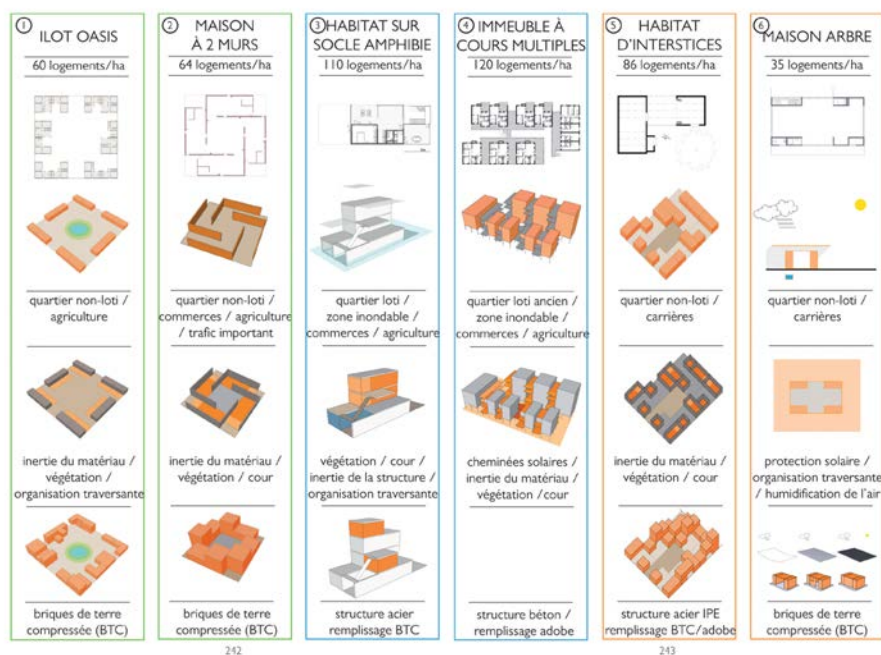 1
ILOT OASIS
60 logements/ha
quartier non-loti /
agriculture
inertie du matériau /
végétation /
organisation traversante
briques de terre
compressée (BTC)
2
MAISON
À 2 MURS
64 logements/ha
quartier non-loti /
commerces / agriculture
/ trafic important
inertie du matériau /
végétation / cour
briques de terre
compressée (BTC)
3
HABITAT SUR
SOCLE AMPHIBIE
110 logements/ha
quartier loti /
zone inondable /
commerces / agriculture
végétation / cour /
inertie de la structure /
organisation traversante
structure acier
remplissage BTC
4
IMMEUBLE À
COURS MULTIPLES
120 logements/ha
quartier loti ancien /
zone inondable /
commerces / agriculture
cheminées solaires /
inertie du matériau /
végétation /cour
structure béton /
remplissage adobe
5
HABITAT
D'INTERSTICES
86 logements/ha
quartier non-loti /
carrières
inertie du matériau /
végétation / cour
structure acier IPE
remplissage BTC/adobe
6
MAISON ARBRE
35 logements/ha
quartier non-loti /
carrières
protection solaire /
organisation traversante
/ humidification de l'air
briques de terre
compressée (BTC)
242
243